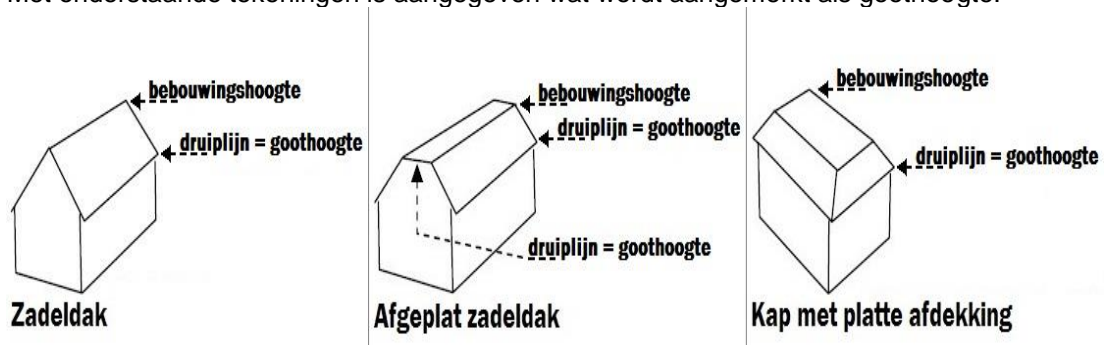 Met onderstaande tekeningen is aangegeven wat wordt aangemerkt als goothoogte.
bebouwingshoogte
druiplijn = goothoogte
Zadeldak
bebouwingshoogte
druiplijn = goothoogte
druiplijn = goothoogte
Afgeplat zadeldak
bebouwingshoogte
druiplijn = goothoogte
Kap met platte afdekking